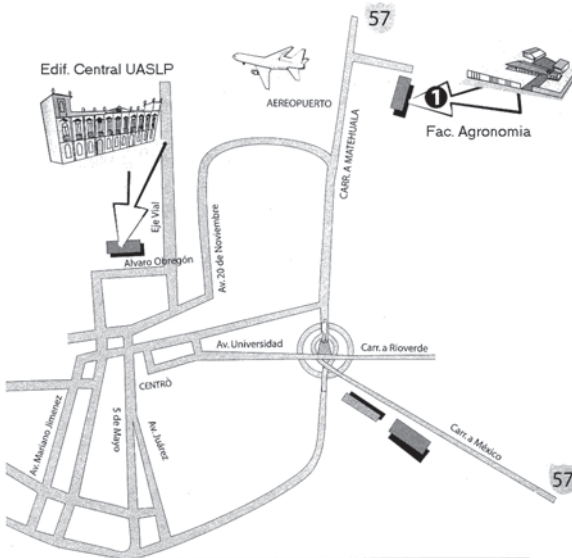 57
Edif. Central UASLP
AEREOPUERTO
1
Fac. Agronomia
CARR. A MATEHUALA
Eje Vial
Av. 20 de Noviembre
Alvaro Obregón
Av. Universidad
Carr. a Rioverde
CENTRO
Av. Mariano Jimenez
5 de Mayo
Av. Juárez
Carr. a México
57